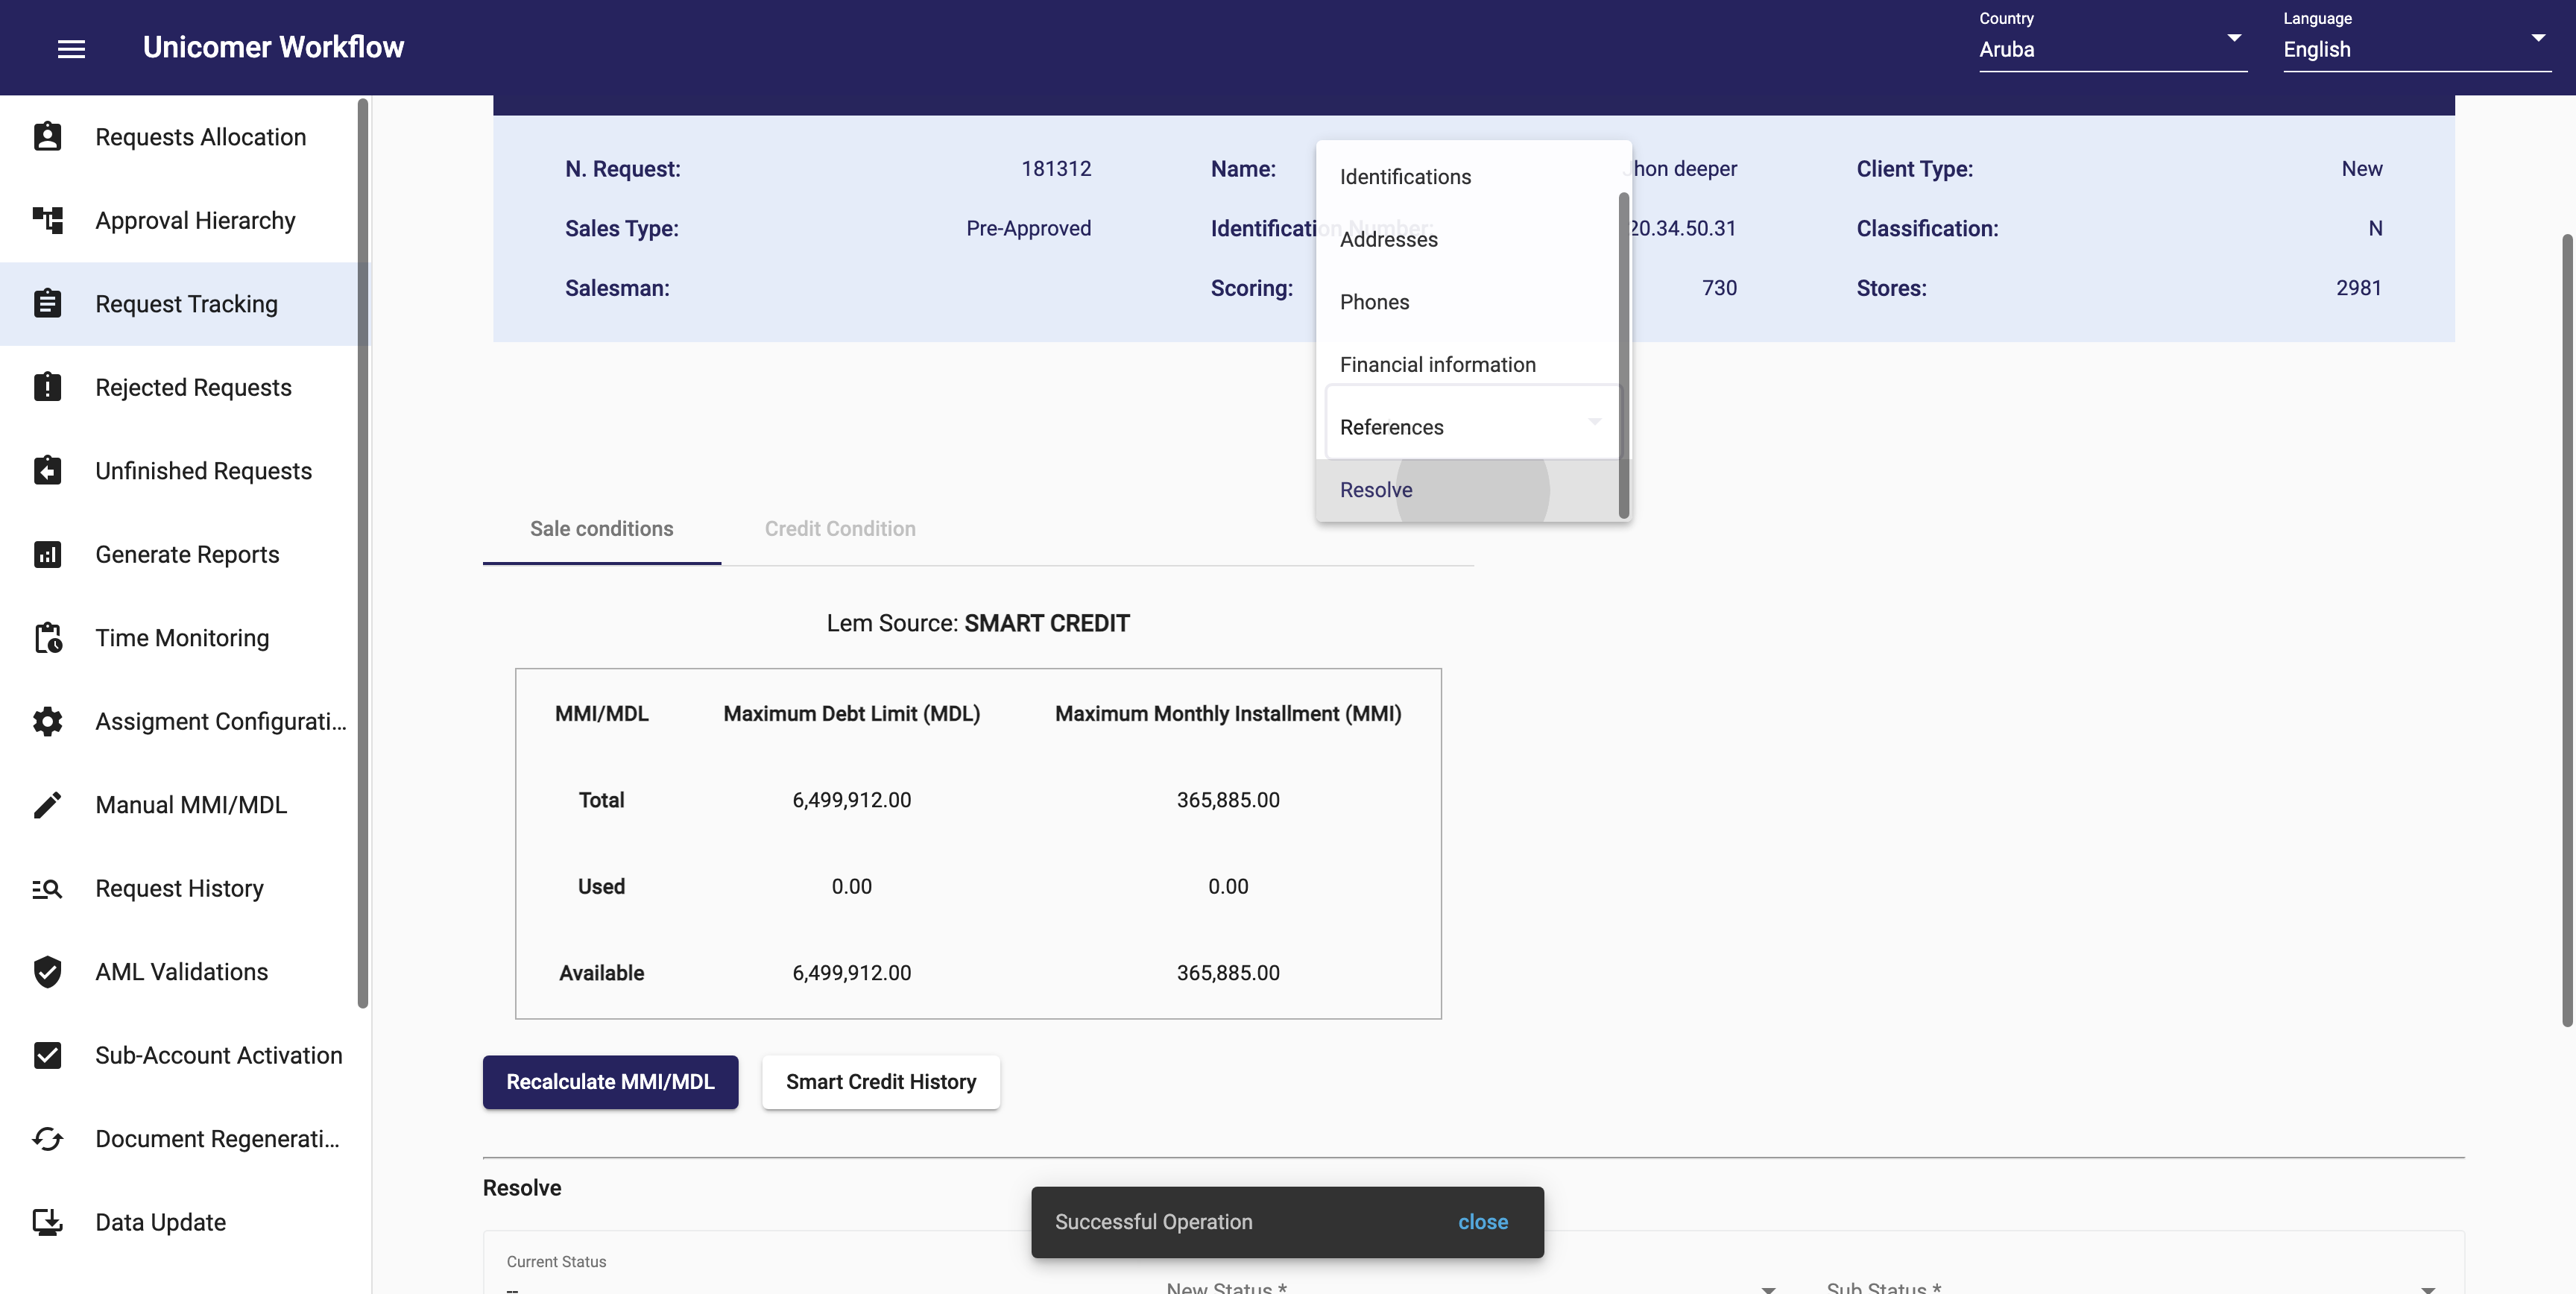 Unicomer Workflow
Country
Aruba
Language
English
Requests Allocation
Approval Hierarchy
Request Tracking
Rejected Requests
Unfinished Requests
Generate Reports
Time Monitoring
Assigment Configurati...
Manual MMI/MDL
Request History
AML Validations
Sub-Account Activation
Document Regenerati...
Data Update
N. Request: 181312
Name: Jhon deeper
Client Type: New
Sales Type: Pre-Approved
Identification Number: 20.34.50.31
Classification: N
Salesman:
Scoring: 730
Stores: 2981
Identifications
Addresses
Phones
Financial information
References
Resolve
Sale conditions
Credit Condition
Lem Source: SMART CREDIT
MMI/MDL Maximum Debt Limit (MDL) Maximum Monthly Installment (MMI)
Total 6,499,912.00 365,885.00
Used 0.00 0.00
Available 6,499,912.00 365,885.00
Recalculate MMI/MDL
Smart Credit History
Resolve
Successful Operation close
Current Status
--
New Status *
Sub Status *